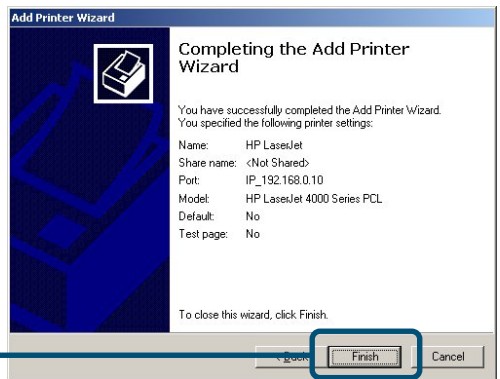 Add Printer Wizard
Completing the Add Printer
Wizard
You have successfully completed the Add Printer Wizard.
You specified the following printer settings:
Name: HP LaserJet
Share name: <Not Shared>
Port: IP_192.168.0.10
Model: HP LaserJet 4000 Series PCL
Default: No
Test page: No
To close this wizard, click Finish.
< Back Finish Cancel